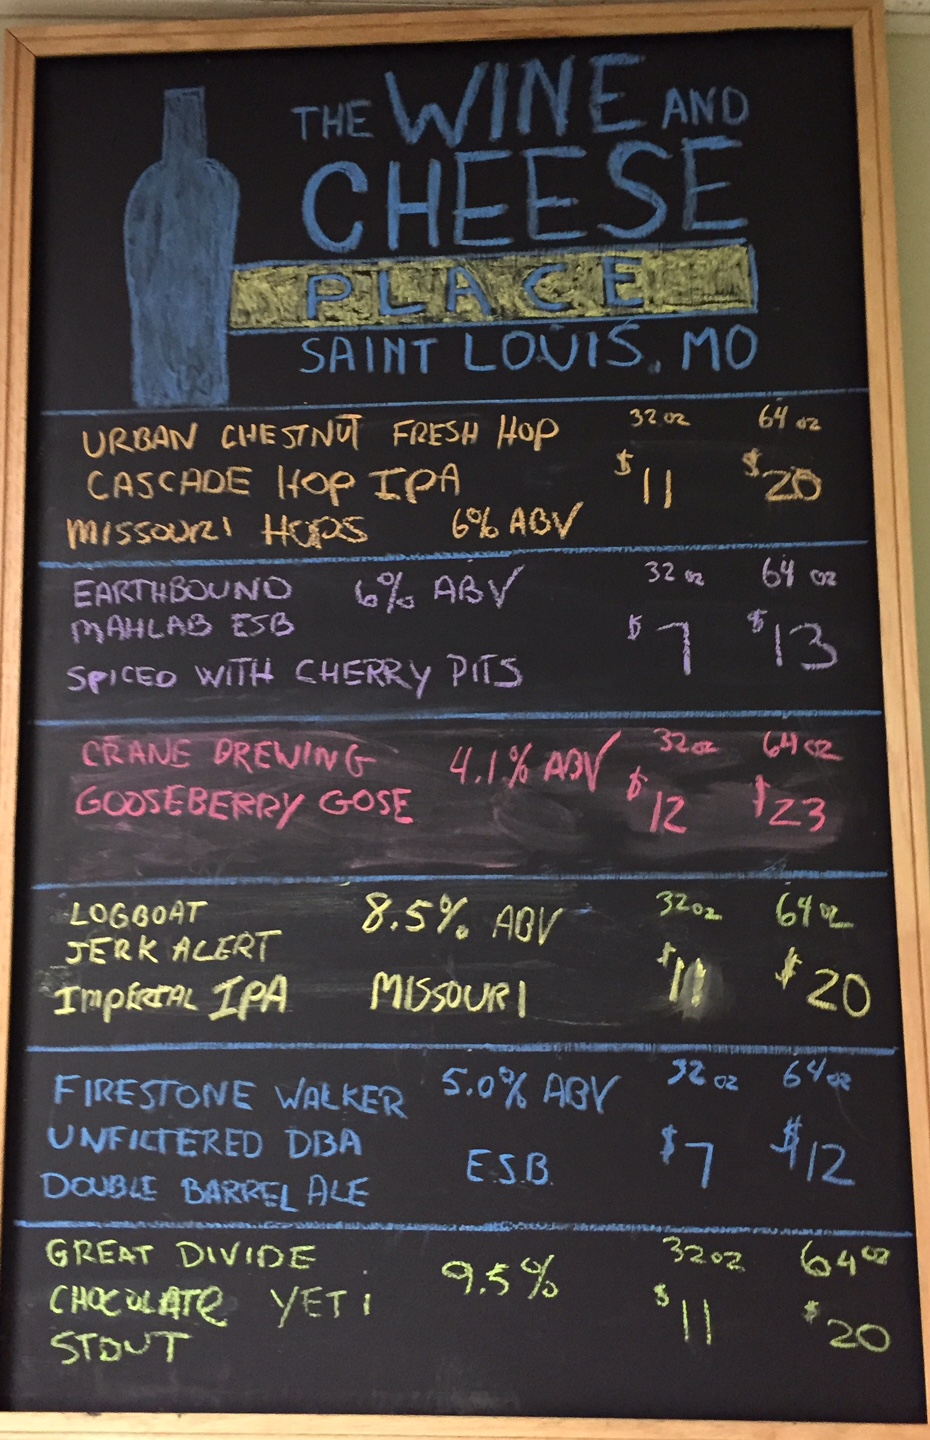 THE WINE AND
CHEESE
PLACE
SAINT LOUIS, MO
URBAN CHESTNUT FRESH HOP 32 oz 64 oz
CASCADE HOP IPA $11 $20
MISSOURI HOPS 6% ABV
EARTHBOUND 6% ABV 32 oz 64 oz
MAHLAB ESB $7 $13
SPICED WITH CHERRY PITS
CRANE BREWING 4.1% ABV 32 oz 64 oz
GOOSEBERRY GOSE $12 $23
LOGBOAT 8.5% ABV 32 oz 64 oz
JERK ALERT $11 $20
IMPERIAL IPA MISSOURI
FIRESTONE WALKER 5.0% ABV 32 oz 64 oz
UNFILTERED DBA E.S.B. $7 $12
DOUBLE BARREL ALE
GREAT DIVIDE 9.5% 32 oz 64 oz
CHOCOLATE YETi $11 $20
STOUT